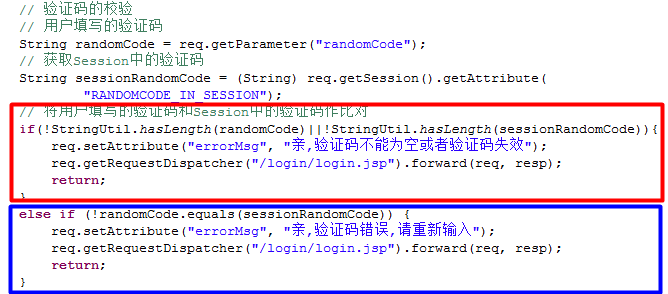 // 验证码的校验
// 用户填写的验证码
String randomCode = req.getParameter("randomCode");
// 获取Session中的验证码
String sessionRandomCode = (String) req.getSession().getAttribute(
"RANDOMCODE_IN_SESSION");
// 将用户填写的验证码和Session中的验证码作比对
if(!StringUtil.hasLength(randomCode)||!StringUtil.hasLength(sessionRandomCode)){
req.setAttribute("errorMsg", "亲,验证码不能为空或者验证码失效");
req.getRequestDispatcher("/login/login.jsp").forward(req, resp);
return;
}
else if (!randomCode.equals(sessionRandomCode)) {
req.setAttribute("errorMsg", "亲,验证码错误,请重新输入");
req.getRequestDispatcher("/login/login.jsp").forward(req, resp);
return;
}